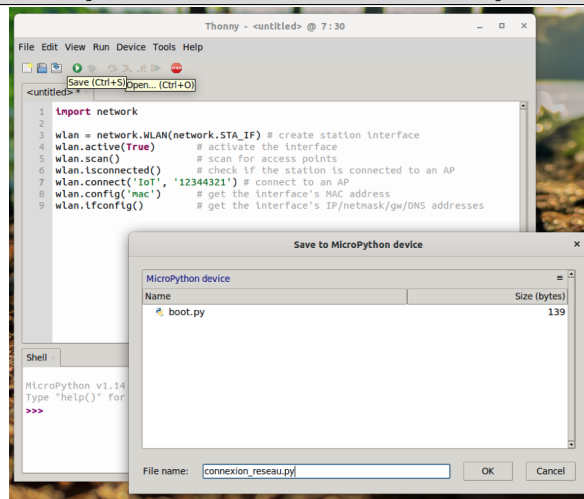 Thonny - <untitled> @ 7:30
File Edit View Run Device Tools Help
Save (Ctrl+S)
Open... (Ctrl+O)
<untitled> *
1 import network
2
3 wlan = network.WLAN(network.STA_IF) # create station interface
4 wlan.active(True) # activate the interface
5 wlan.scan() # scan for access points
6 wlan.isconnected() # check if the station is connected to an AP
7 wlan.connect('IoT', '12344321') # connect to an AP
8 wlan.config('mac') # get the interface's MAC address
9 wlan.ifconfig() # get the interface's IP/netmask/gw/DNS addresses
Save to MicroPython device
MicroPython device
Name Size (bytes)
boot.py 139
Shell
MicroPython v1.14
Type "help()" for
>>>
File name: connexion_reseau.py OK Cancel